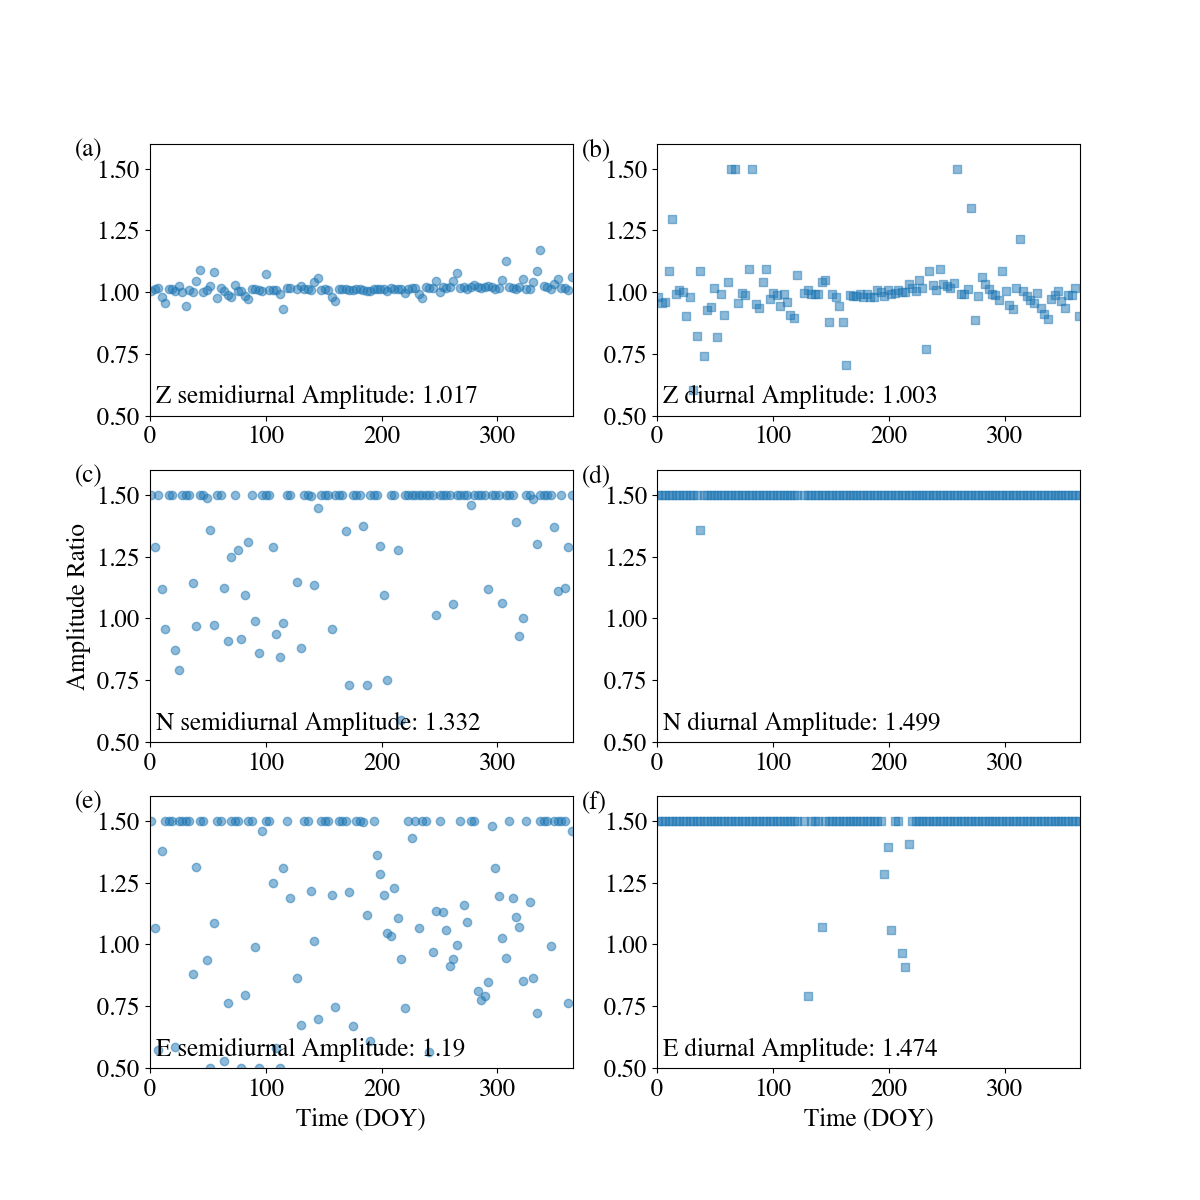 (a)
1.50
1.25
1.00
0.75
0.50
Z semidiurnal Amplitude: 1.017
0 100 200 300
(b)
1.50
1.25
1.00
0.75
0.50
Z diurnal Amplitude: 1.003
0 100 200 300
Amplitude Ratio
(c)
1.50
1.25
1.00
0.75
0.50
N semidiurnal Amplitude: 1.332
0 100 200 300
(d)
1.50
1.25
1.00
0.75
0.50
N diurnal Amplitude: 1.499
0 100 200 300
(e)
1.50
1.25
1.00
0.75
0.50
E semidiurnal Amplitude: 1.19
0 100 200 300
Time (DOY)
(f)
1.50
1.25
1.00
0.75
0.50
E diurnal Amplitude: 1.474
0 100 200 300
Time (DOY)